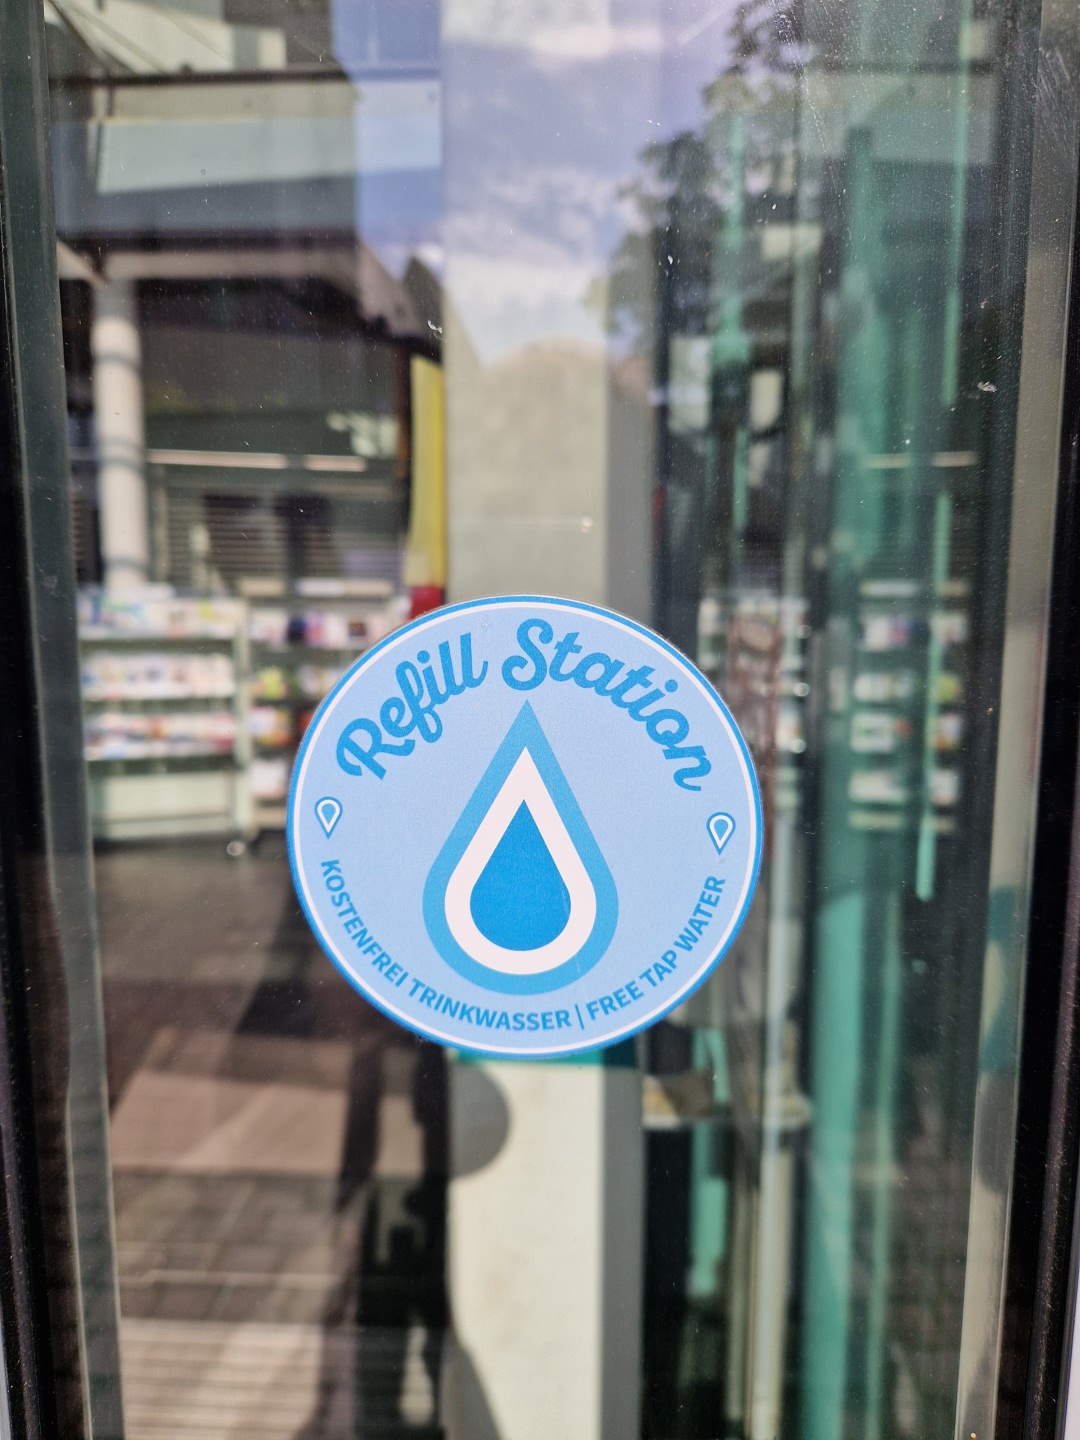 Refill Station
KOSTENFREI TRINKWASSER | FREE TAP WATER